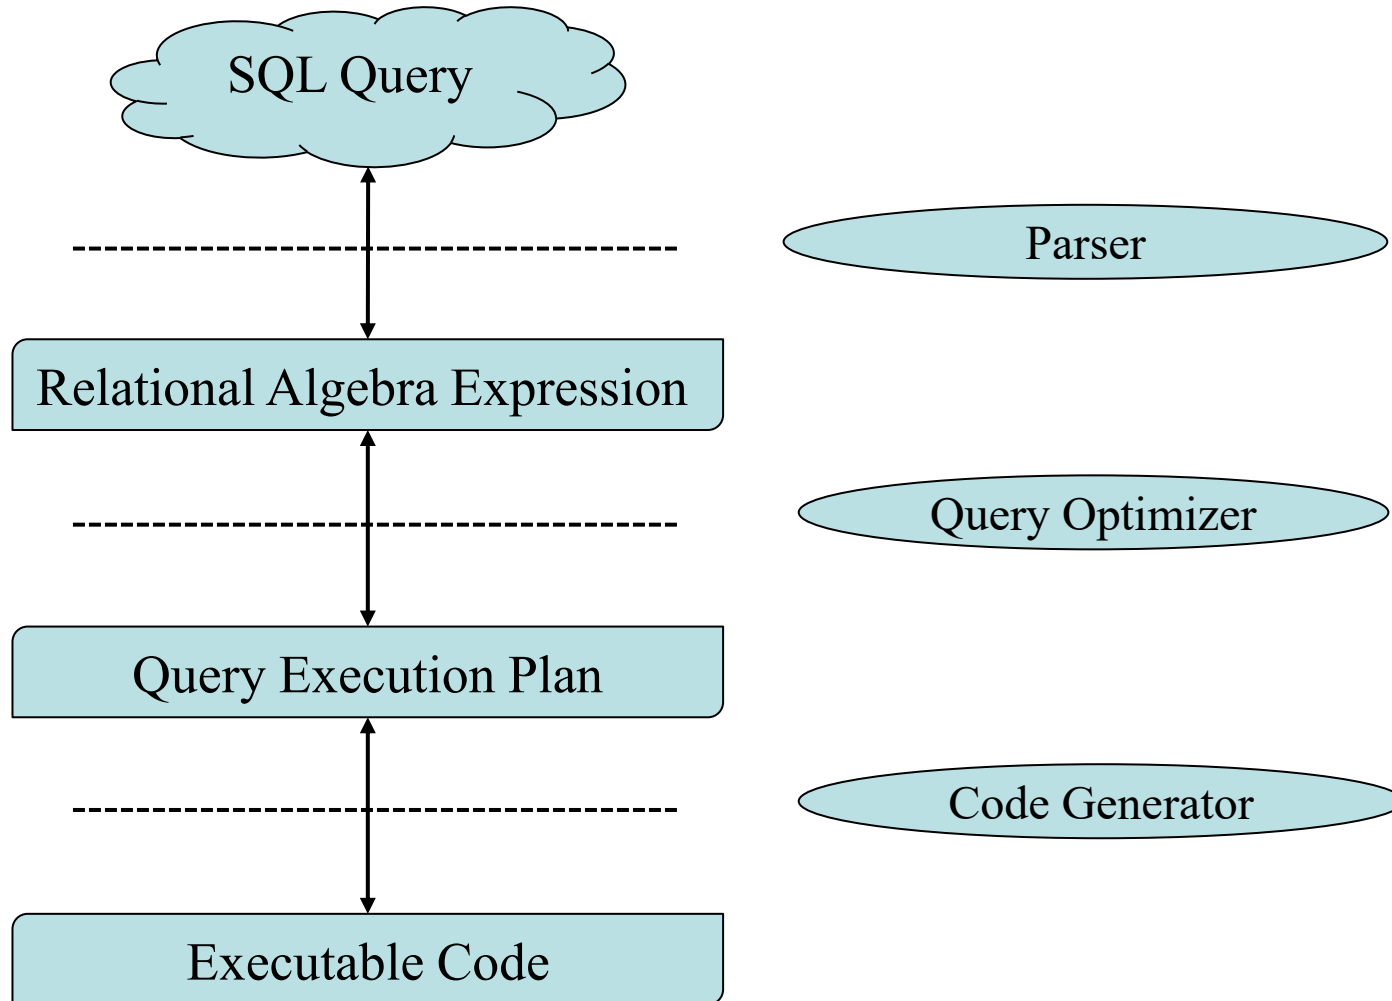 SQL Query
Parser
Relational Algebra Expression
Query Optimizer
Query Execution Plan
Code Generator
Executable Code